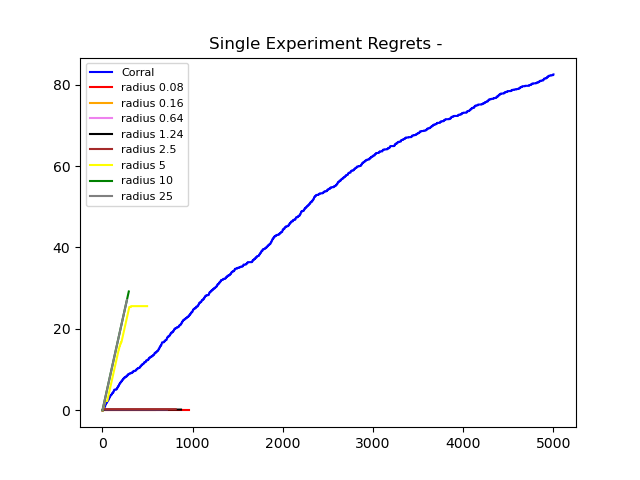 Single Experiment Regrets -
Corral
radius 0.08
radius 0.16
radius 0.64
radius 1.24
radius 2.5
radius 5
radius 10
radius 25
80
60
40
20
0
0 1000 2000 3000 4000 5000